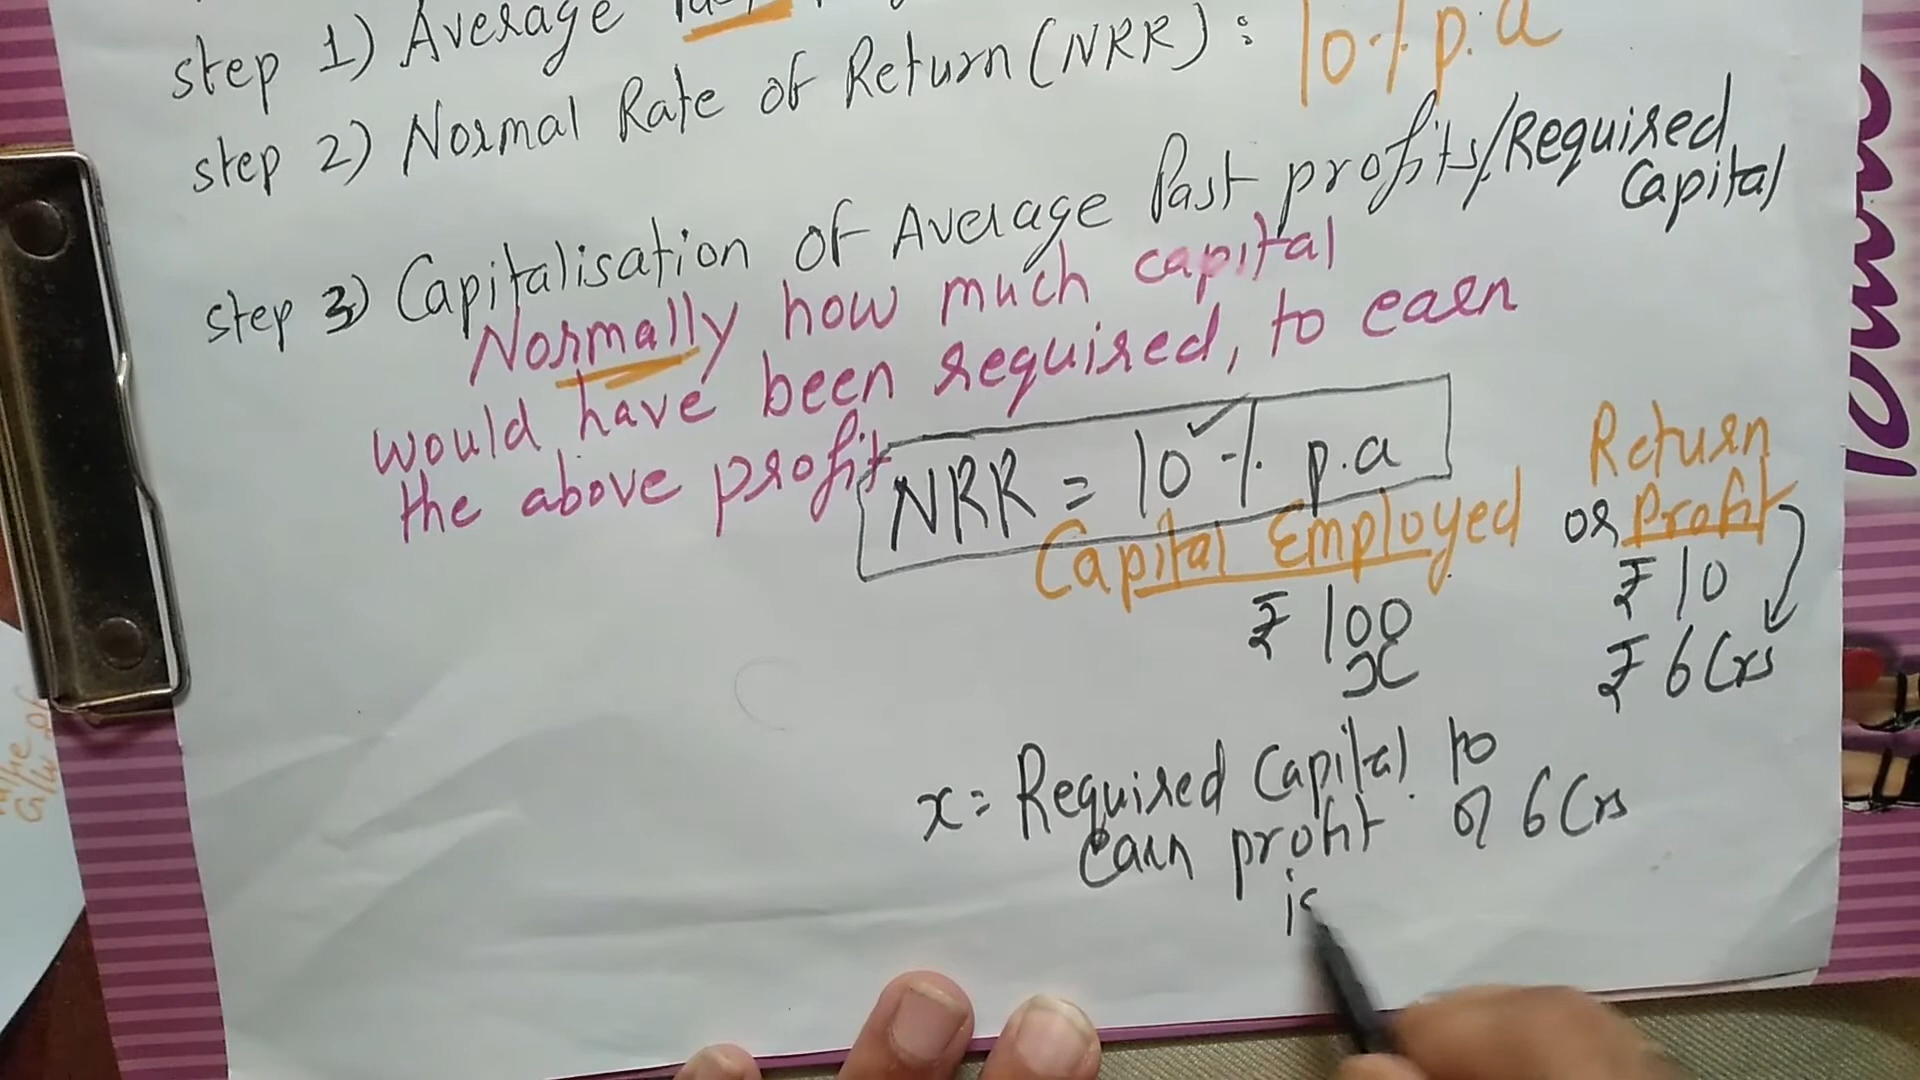 step 1) Average
step 2) Normal Rate of Return (NRR) : 10% p.a
step 3) Capitalisation of Average Past profits/Required Capital
Normally how much capital
would have been required, to earn
the above profit
NRR = 10% p.a
Capital Employed
Return
or Profit
₹ 100
₹ 10
x
₹ 6 Crs
x = Required Capital to
earn profit of 6 Crs
is